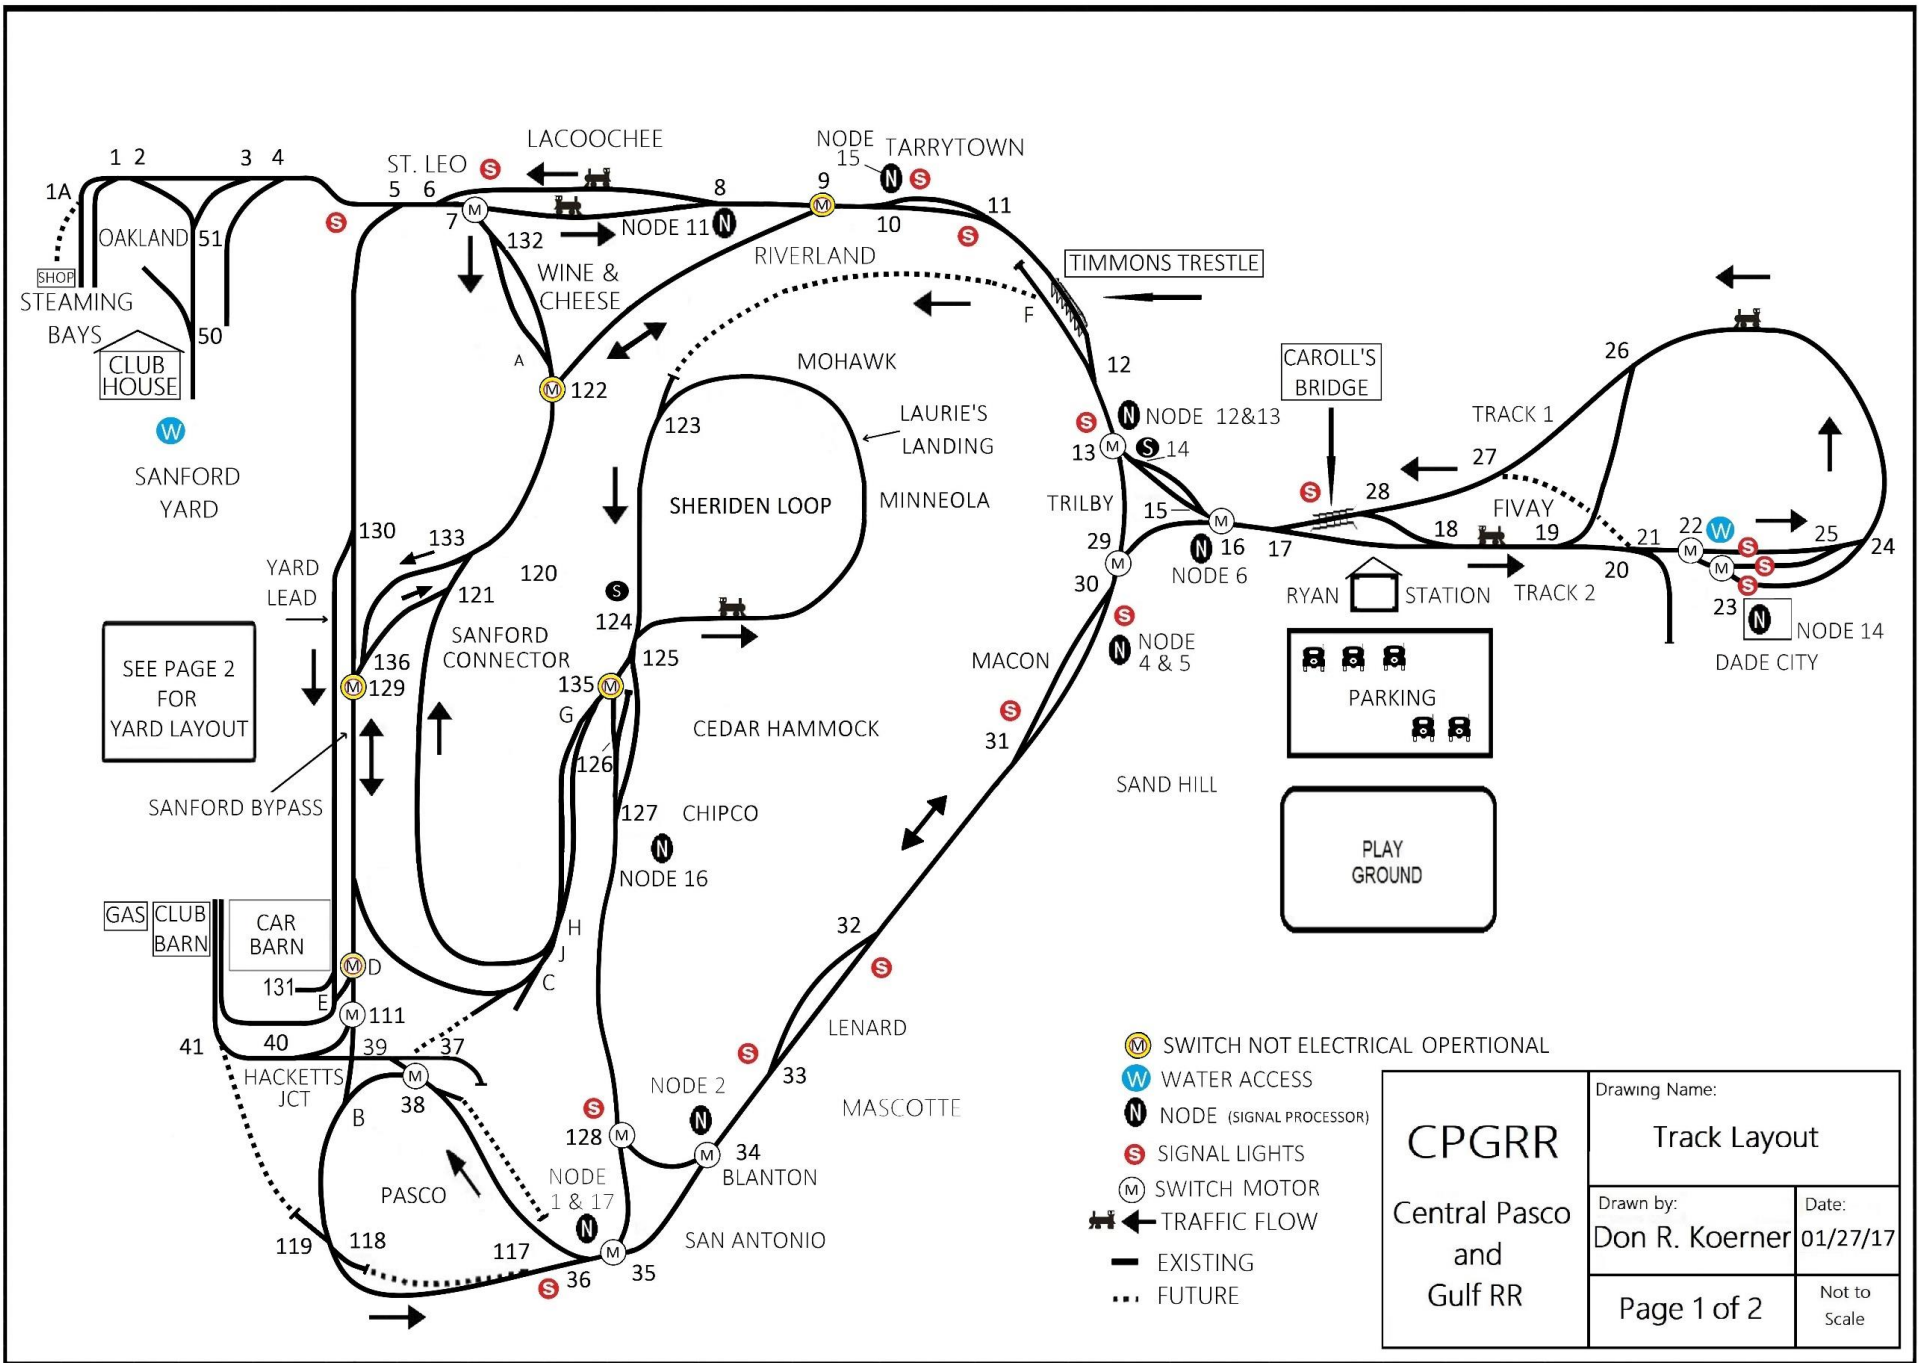 LACOOCHEE
NODE
15
TARRYTOWN
N
S
1 2 3 4
ST. LEO
S
1A
5 6
7
M
8
9
M
10
11
S
S
OAKLAND
51
SHOP
STEAMING
BAYS
50
CLUB
HOUSE
W
SANFORD
YARD
132
WINE &
CHEESE
NODE 11
N
RIVERLAND
TIMMONS TRESTLE
F
A
M
122
MOHAWK
123
LAURIE'S
LANDING
SHERIDEN LOOP
MINNEOLA
12
N
NODE 12&13
S
13
M
S
14
TRILBY
15
M
16
N
NODE 6
17
CAROLL'S
BRIDGE
S
28
TRACK 1
27
26
FIVAY
18
19
20
21
22
W
S
25
24
M
M
S
S
23
N
NODE 14
DADE CITY
RYAN
STATION
TRACK 2
PARKING
PLAY
GROUND
130
133
YARD
LEAD
120
121
136
M
129
SANFORD
CONNECTOR
S
124
125
135
M
G
126
CEDAR HAMMOCK
127
CHIPCO
N
NODE 16
SEE PAGE 2
FOR
YARD LAYOUT
SANFORD BYPASS
29
M
30
S
N
NODE
4 & 5
MACON
S
31
SAND HILL
32
S
LENARD
S
33
MASCOTTE
GAS
CLUB
BARN
CAR
BARN
M
D
131
E
M
111
H
J
C
41
40
39
37
HACKETTS
JCT
M
38
B
NODE 2
N
S
128
M
M
34
BLANTON
PASCO
NODE
1 & 17
N
SAN ANTONIO
119
118
117
M
36
35
S
M SWITCH NOT ELECTRICAL OPERTIONAL
W WATER ACCESS
N NODE (SIGNAL PROCESSOR)
S SIGNAL LIGHTS
M SWITCH MOTOR
TRAFFIC FLOW
EXISTING
FUTURE
CPGRR
Central Pasco
and
Gulf RR
Drawing Name:
Track Layout
Drawn by:
Don R. Koerner
Date:
01/27/17
Page 1 of 2
Not to
Scale